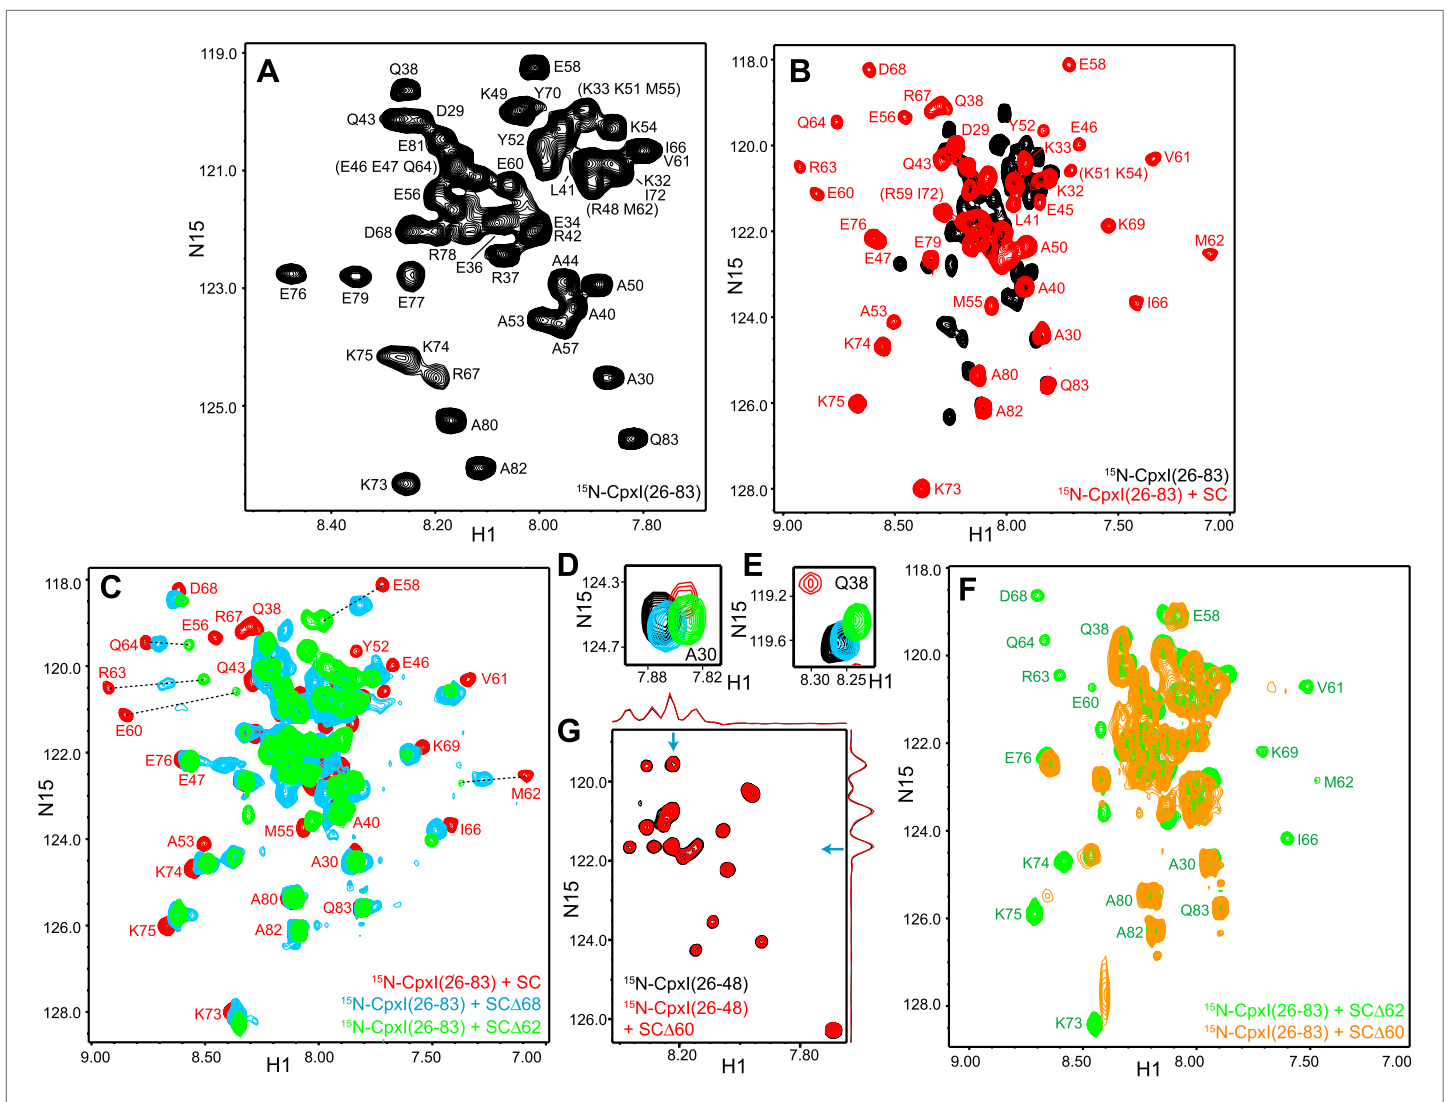 A
119.0
121.0
123.0
125.0
N15
8.40
8.20
8.00
7.80
H1
Q38
E58
K49
Y70
(K33 K51 M55)
Q43
D29
Y52
K54
E81
I66
(E46 E47 Q64)
E60
V61
E56
L41
K32
I72
(R48 M62)
D68
E34
R42
R78
E36
R37
A44
E76
E79
E77
A50
A40
A53
A57
K75
K74
R67
A30
A80
Q83
A82
K73
¹⁵N-CpxI(26-83)
B
118.0
120.0
122.0
124.0
126.0
128.0
N15
9.00
8.50
8.00
7.50
7.00
H1
D68
E58
R67
Q38
Q64
E56
D29
Y52
E46
K33
R63
Q43
V61
(K51 K54)
E60
(R59 I72)
K32
E45
L41
E76
K69
E47
E79
A50
M62
A40
M55
I66
A53
A30
K74
A80
Q83
K75
A82
K73
¹⁵N-CpxI(26-83)
¹⁵N-CpxI(26-83) + SC
C
118.0
120.0
122.0
124.0
126.0
128.0
N15
9.00
8.50
8.00
7.50
7.00
H1
D68
E58
R67
Q38
E56
Q64
Y52
E46
R63
Q43
V61
E60
E76
K69
E47
M62
M55
A40
I66
A53
K74
A30
A80
Q83
K75
A82
K73
¹⁵N-CpxI(26-83) + SC
¹⁵N-CpxI(26-83) + SCΔ68
¹⁵N-CpxI(26-83) + SCΔ62
D
124.3
124.7
N15
A30
7.88
7.82
H1
E
Q38
119.2
119.6
N15
8.30
8.25
H1
G
120.0
122.0
124.0
126.0
N15
¹⁵N-CpxI(26-48)
¹⁵N-CpxI(26-48)
+ SCΔ60
8.20
7.80
H1
F
118.0
120.0
122.0
124.0
126.0
128.0
N15
9.00
8.50
8.00
7.50
7.00
H1
D68
E58
Q38
Q64
R63
E60
V61
E76
K69
M62
I66
K74
A30
A80
K75
Q83
A82
K73
¹⁵N-CpxI(26-83) + SCΔ62
¹⁵N-CpxI(26-83) + SCΔ60